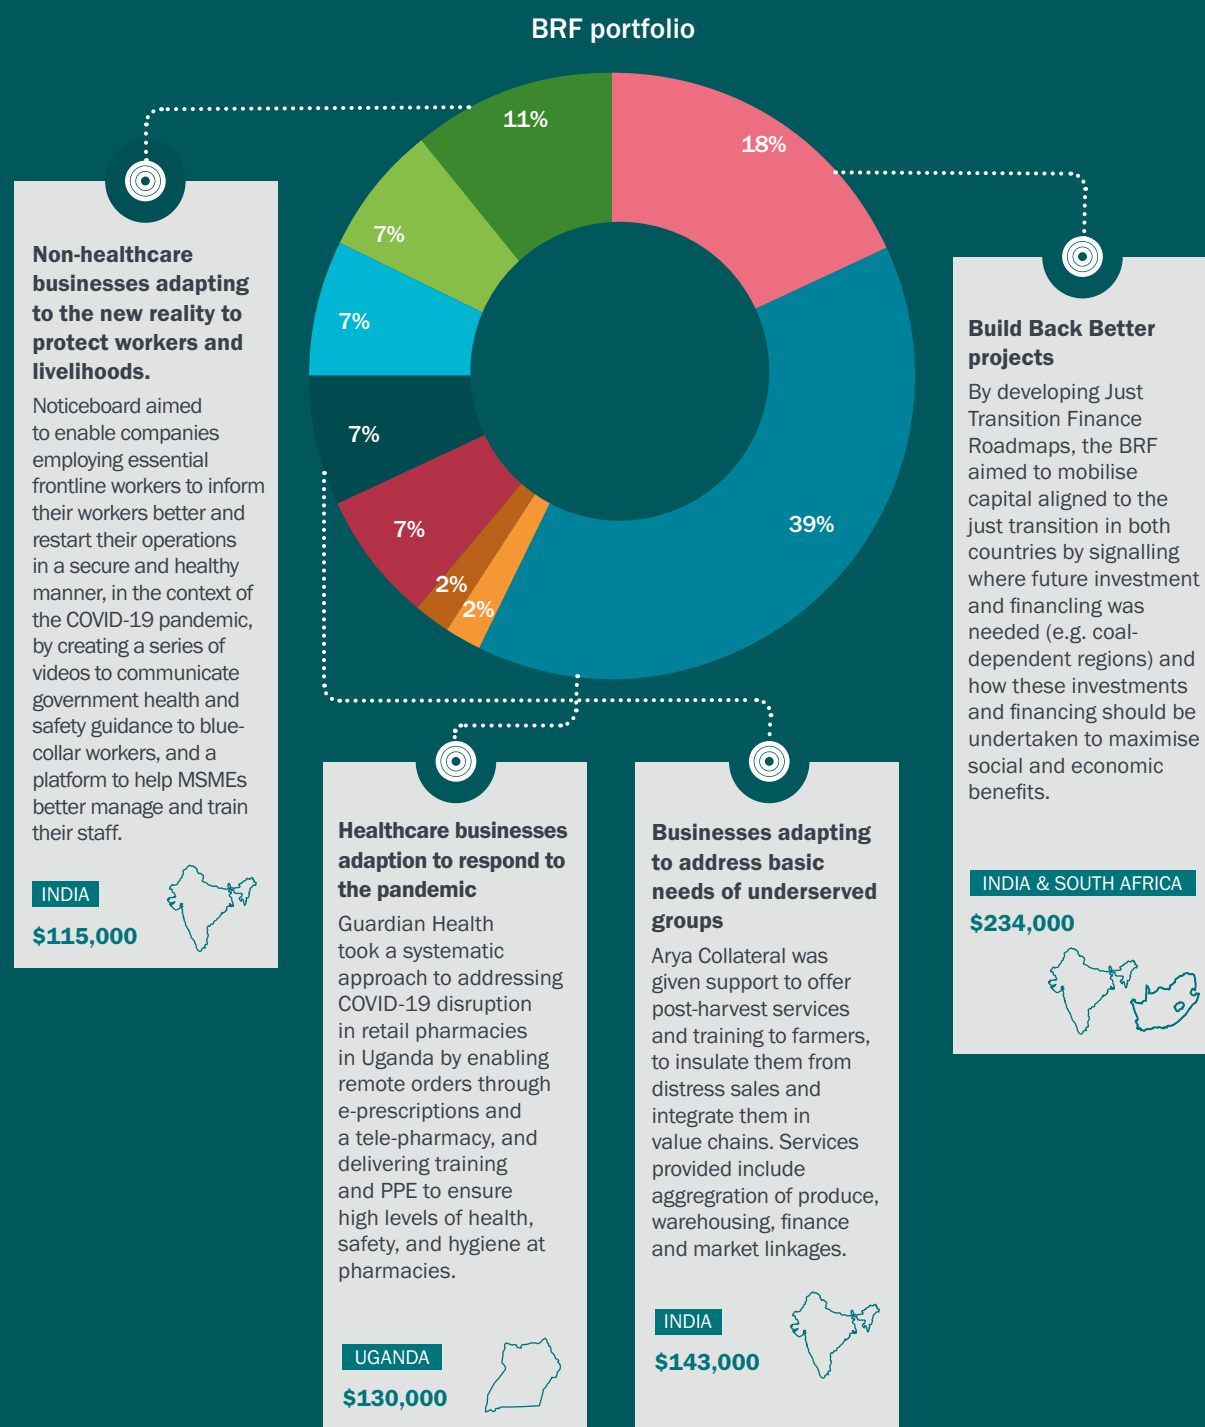 BRF portfolio
11%
18%
7%
7%
7%
7%
2%
2%
39%
Non-healthcare
businesses adapting
to the new reality to
protect workers and
livelihoods.
Noticeboard aimed
to enable companies
employing essential
frontline workers to inform
their workers better and
restart their operations
in a secure and healthy
manner, in the context of
the COVID-19 pandemic,
by creating a series of
videos to communicate
government health and
safety guidance to blue-
collar workers, and a
platform to help MSMEs
better manage and train
their staff.
INDIA
$115,000
Healthcare businesses
adaption to respond to
the pandemic
Guardian Health
took a systematic
approach to addressing
COVID-19 disruption
in retail pharmacies
in Uganda by enabling
remote orders through
e-prescriptions and
a tele-pharmacy, and
delivering training
and PPE to ensure
high levels of health,
safety, and hygiene at
pharmacies.
UGANDA
$130,000
Businesses adapting
to address basic
needs of underserved
groups
Arya Collateral was
given support to offer
post-harvest services
and training to farmers,
to insulate them from
distress sales and
integrate them in
value chains. Services
provided include
aggregration of produce,
warehousing, finance
and market linkages.
INDIA
$143,000
Build Back Better
projects
By developing Just
Transition Finance
Roadmaps, the BRF
aimed to mobilise
capital aligned to the
just transition in both
countries by signalling
where future investment
and financling was
needed (e.g. coal-
dependent regions) and
how these investments
and financing should be
undertaken to maximise
social and economic
benefits.
INDIA & SOUTH AFRICA
$234,000